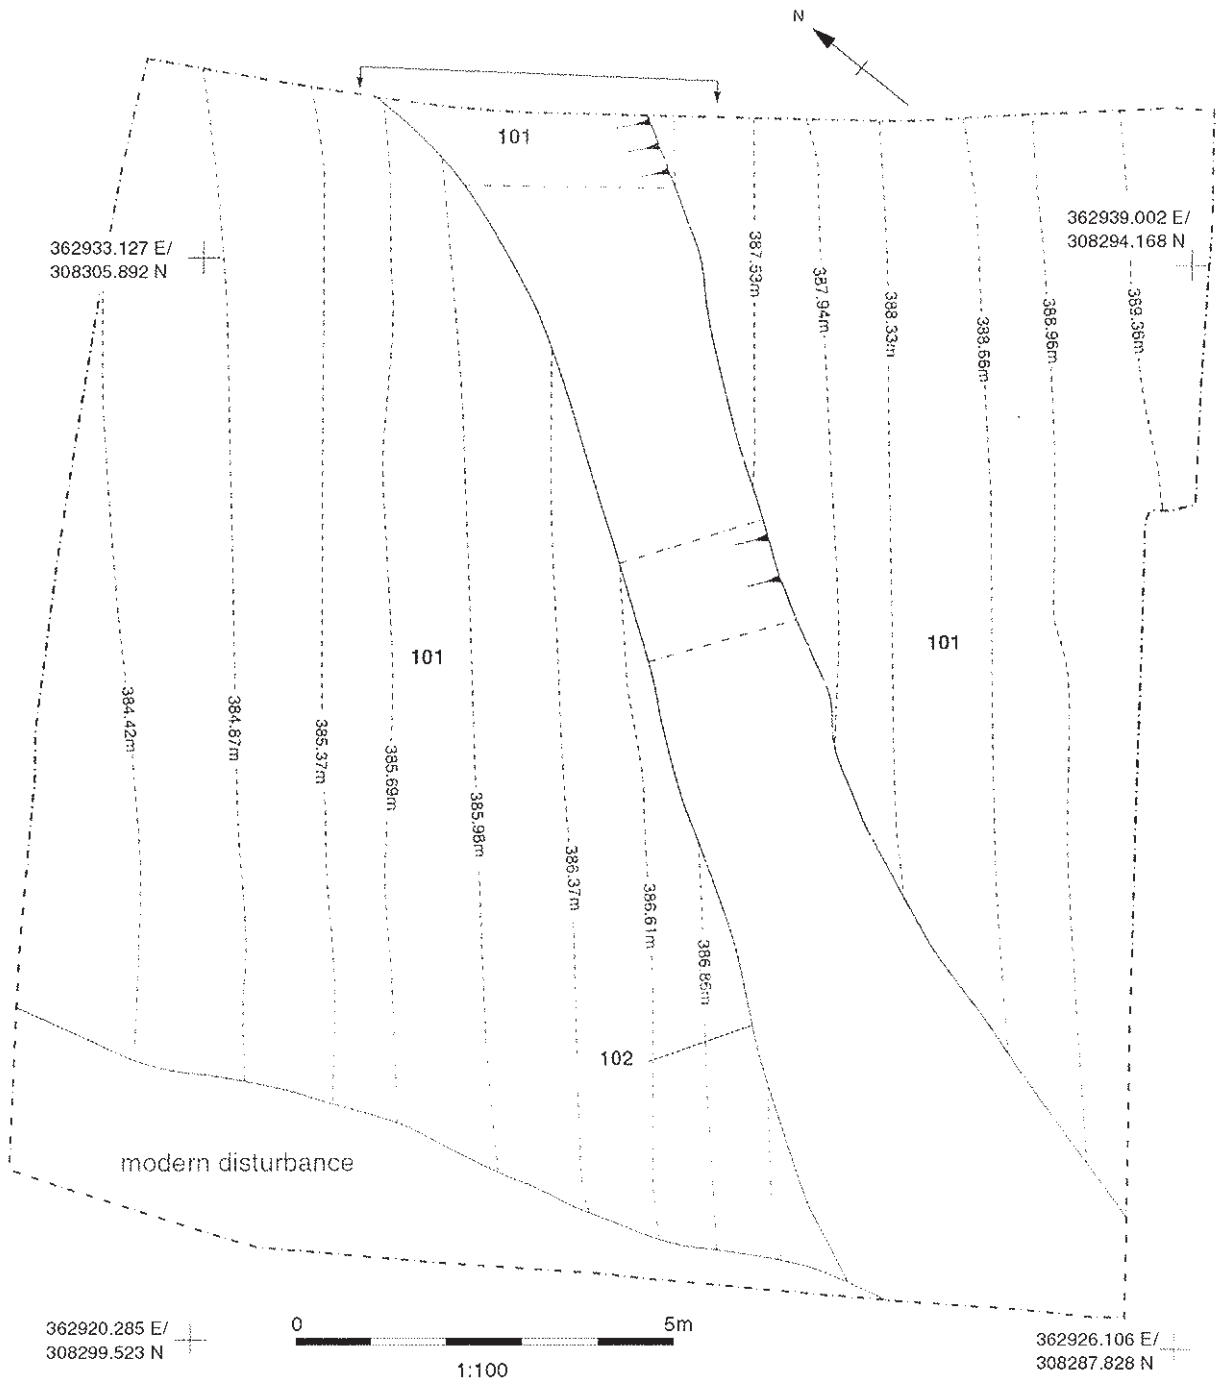 N
101
362933.127 E/
308305.892 N
362939.002 E/
308294.168 N
387.53m
387.94m
388.33m
388.66m
388.96m
389.36m
101
101
384.42m
384.87m
385.37m
385.69m
385.98m
386.37m
386.61m
386.86m
102
modern disturbance
362920.285 E/
308299.523 N
0
5m
1:100
362926.106 E/
308287.828 N